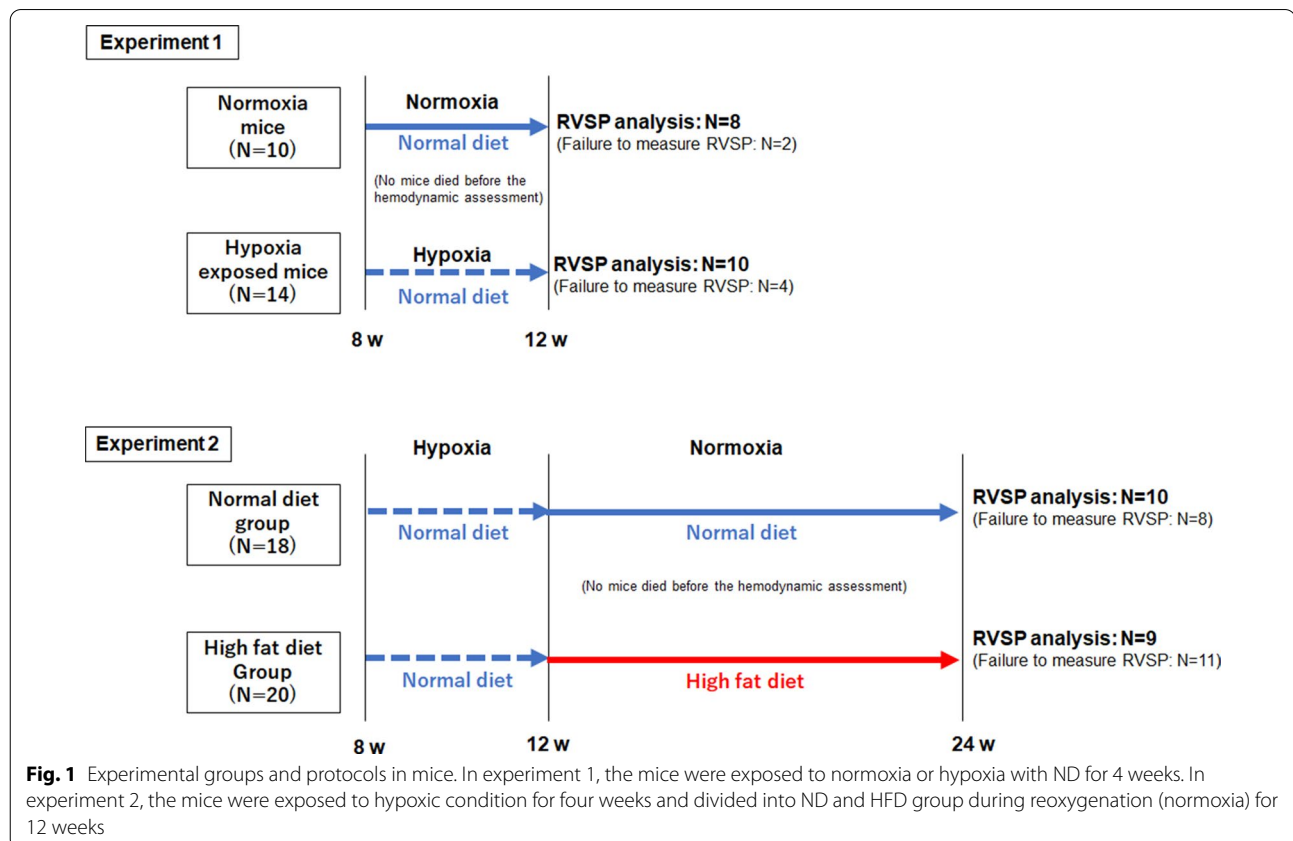 Experiment 1
Normoxia
mice
(N=10)
Normoxia
Normal diet
RVSP analysis: N=8
(Failure to measure RVSP: N=2)
(No mice died before the
hemodynamic assessment)
Hypoxia
exposed mice
(N=14)
Hypoxia
Normal diet
RVSP analysis: N=10
(Failure to measure RVSP: N=4)
8 w
12 w
Experiment 2
Hypoxia
Normoxia
Normal diet
group
(N=18)
Normal diet
Normal diet
RVSP analysis: N=10
(Failure to measure RVSP: N=8)
(No mice died before the hemodynamic assessment)
High fat diet
Group
(N=20)
Normal diet
High fat diet
RVSP analysis: N=9
(Failure to measure RVSP: N=11)
8 w
12 w
24 w
Fig. 1 Experimental groups and protocols in mice. In experiment 1, the mice were exposed to normoxia or hypoxia with ND for 4 weeks. In
experiment 2, the mice were exposed to hypoxic condition for four weeks and divided into ND and HFD group during reoxygenation (normoxia) for
12 weeks